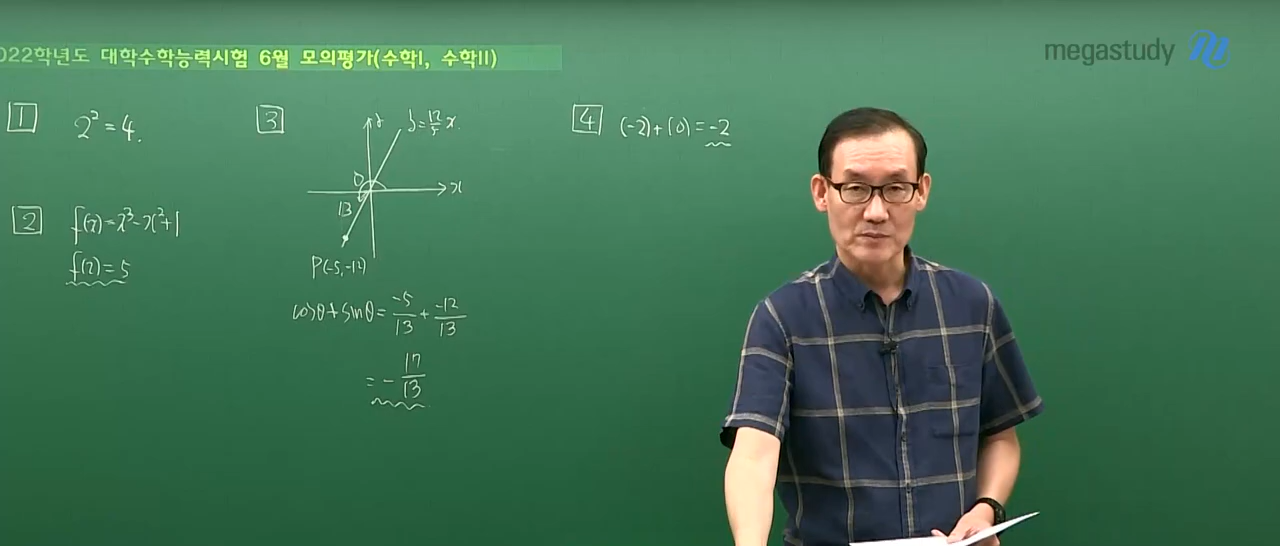 022학년도 대학수학능력시험 6월 모의평가(수학I, 수학II)
megastudy
1
2² = 4.
2
f(x) = x³ - x² + 1
f(2) = 5
3
y
y = 12/5 x.
O
x
13
P(-5, -12)
cosθ + sinθ = -5/13 + -12/13
= - 17/13
4
(-2) + (0) = -2